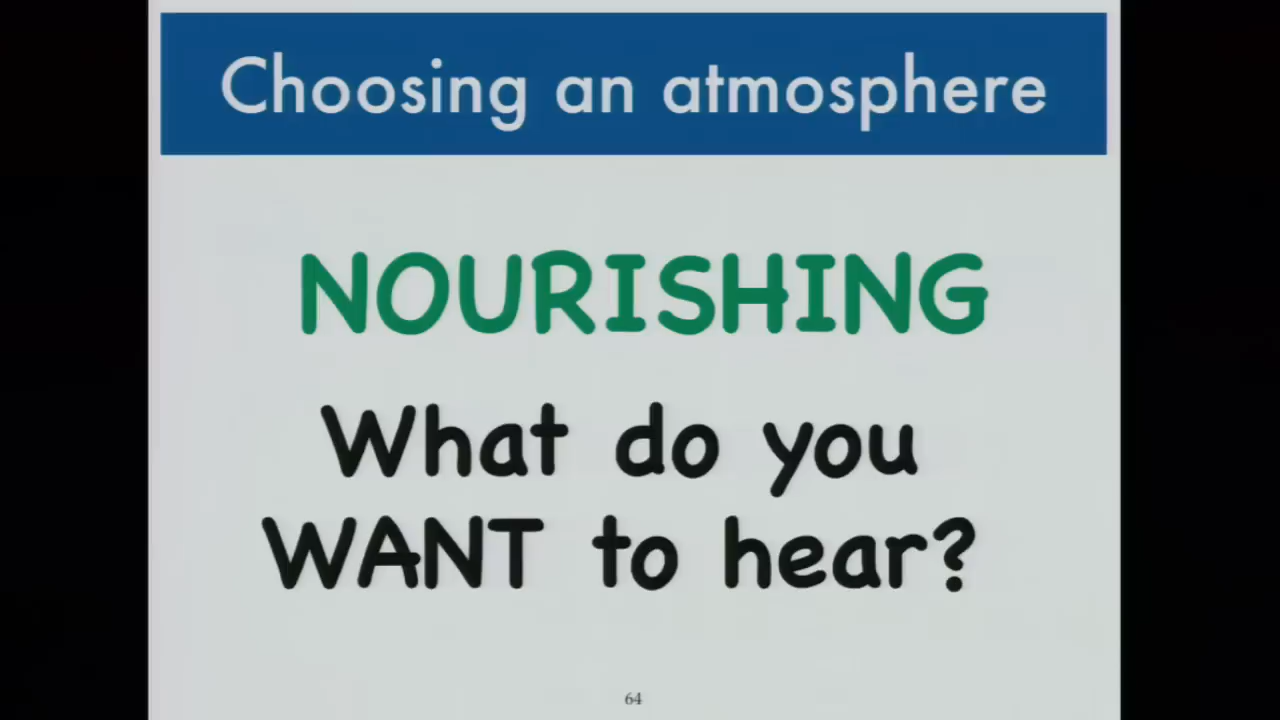 Choosing an atmosphere
NOURISHING
What do you
WANT to hear?
64